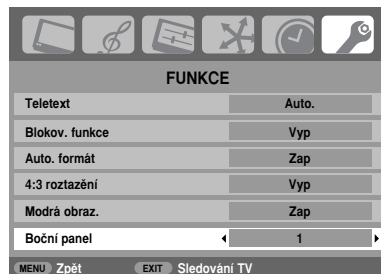 FUNKCE
Teletext Auto.
Blokov. funkce Vyp
Auto. formát Zap
4:3 roztazění Vyp
Modrá obraz. Zap
Boční panel 1
MENU Zpět EXIT Sledování TV